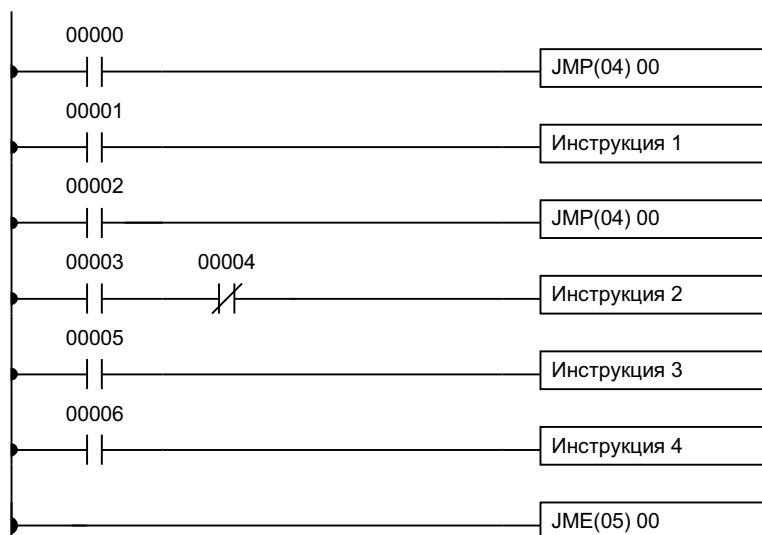 00000
JMP(04) 00
00001
Инструкция 1
00002
JMP(04) 00
00003 00004
Инструкция 2
00005
Инструкция 3
00006
Инструкция 4
JME(05) 00